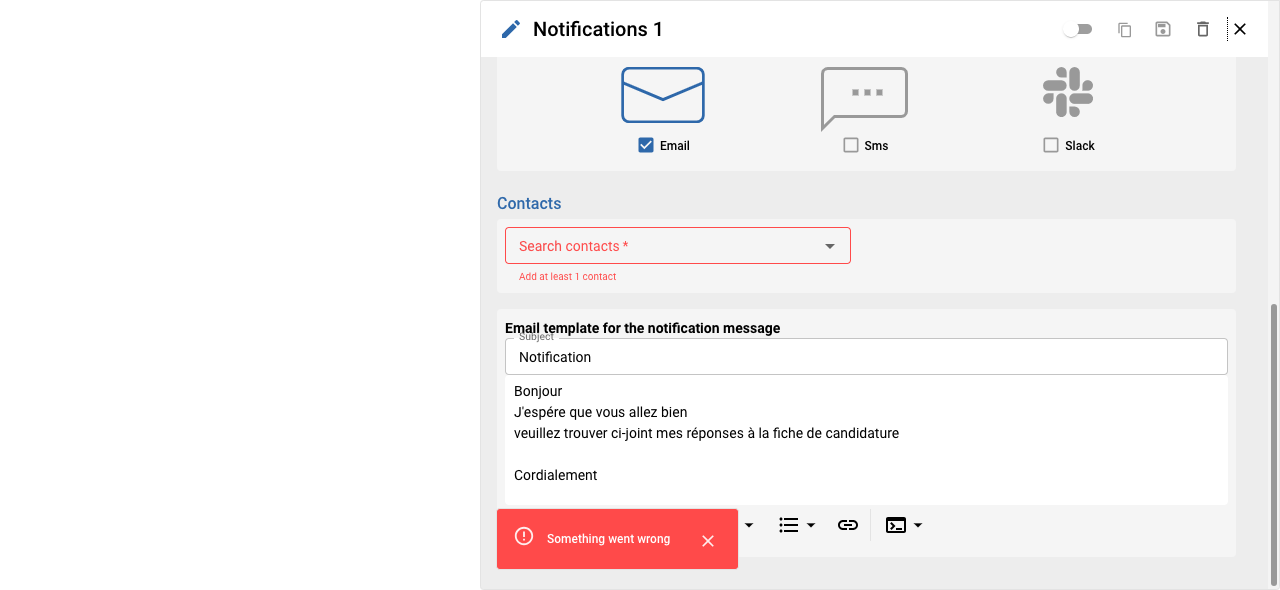 Notifications 1
Email
Sms
Slack
Contacts
Search contacts *
Add at least 1 contact
Email template for the notification message
Subject
Notification
Bonjour
J'espére que vous allez bien
veuillez trouver ci-joint mes réponses à la fiche de candidature
Cordialement
Something went wrong